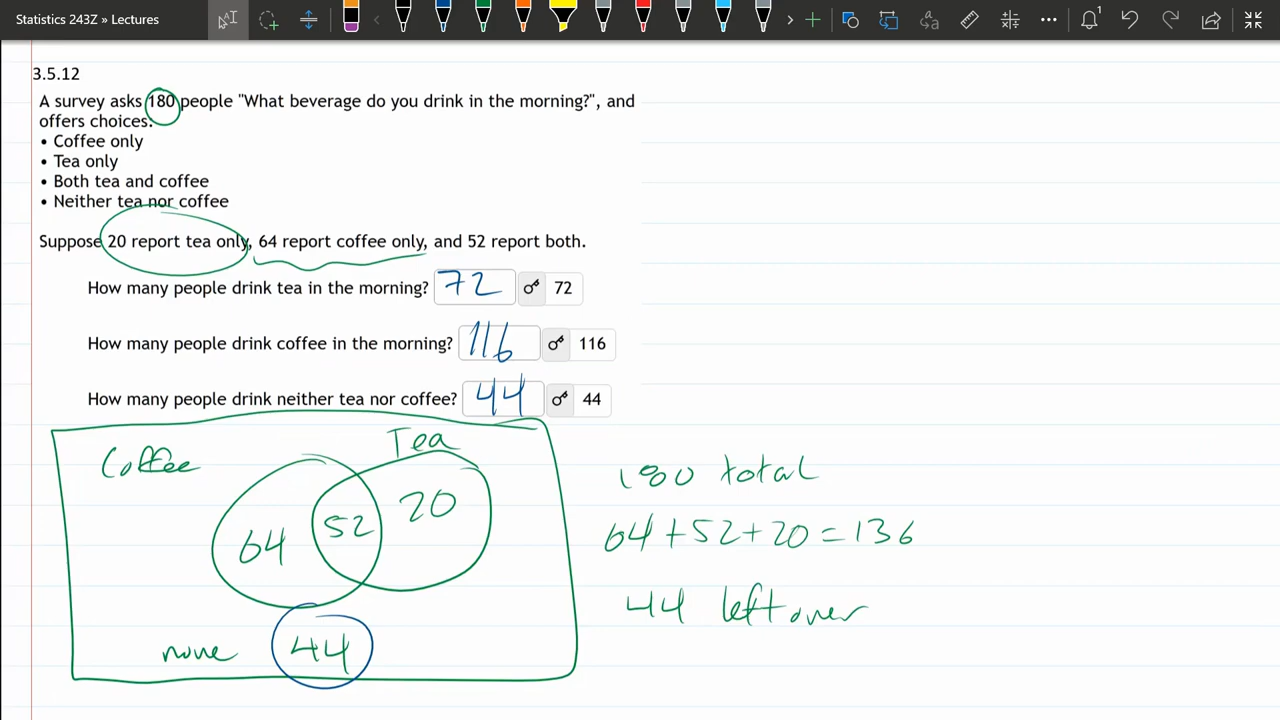 Statistics 243Z » Lectures
3.5.12
A survey asks 180 people "What beverage do you drink in the morning?", and
offers choices:
• Coffee only
• Tea only
• Both tea and coffee
• Neither tea nor coffee
Suppose 20 report tea only, 64 report coffee only, and 52 report both.
How many people drink tea in the morning? 72 72
How many people drink coffee in the morning? 116 116
How many people drink neither tea nor coffee? 44 44
Coffee Tea
64 52 20
none 44
180 total
64+52+20=136
44 leftover
1